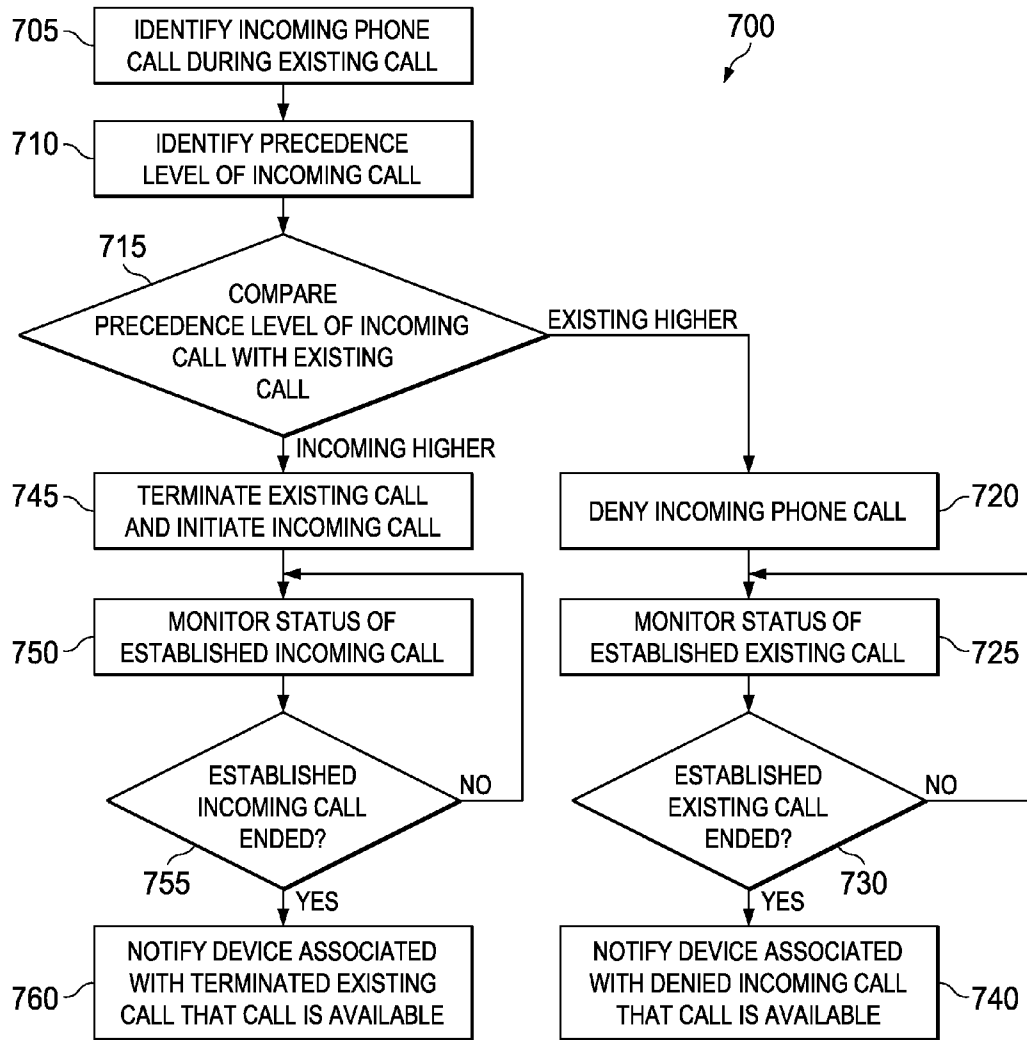 700
705
IDENTIFY INCOMING PHONE
CALL DURING EXISTING CALL
710
IDENTIFY PRECEDENCE
LEVEL OF INCOMING CALL
715
COMPARE
PRECEDENCE LEVEL OF INCOMING
CALL WITH EXISTING
CALL
EXISTING HIGHER
INCOMING HIGHER
745
TERMINATE EXISTING CALL
AND INITIATE INCOMING CALL
750
MONITOR STATUS OF
ESTABLISHED INCOMING CALL
ESTABLISHED
INCOMING CALL
ENDED?
NO
755
YES
760
NOTIFY DEVICE ASSOCIATED
WITH TERMINATED EXISTING
CALL THAT CALL IS AVAILABLE
DENY INCOMING PHONE CALL
720
MONITOR STATUS OF
ESTABLISHED EXISTING CALL
725
ESTABLISHED
EXISTING CALL
ENDED?
NO
730
YES
NOTIFY DEVICE ASSOCIATED
WITH DENIED INCOMING CALL
THAT CALL IS AVAILABLE
740